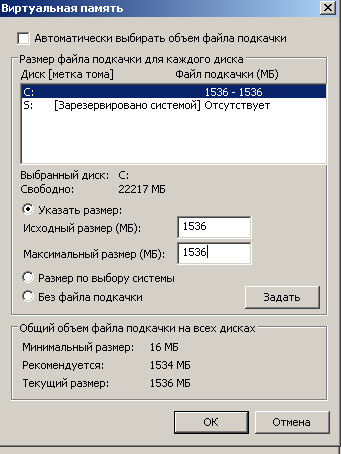 Виртуальная память
Автоматически выбирать объем файла подкачки
Размер файла подкачки для каждого диска
Диск [метка тома] Файл подкачки (МБ)
C: 1536 - 1536
S: [Зарезервировано системой] Отсутствует
Выбранный диск: C:
Свободно: 22217 МБ
Указать размер:
Исходный размер (МБ): 1536
Максимальный размер (МБ): 1536
Размер по выбору системы
Без файла подкачки Задать
Общий объем файла подкачки на всех дисках
Минимальный размер: 16 МБ
Рекомендуется: 1534 МБ
Текущий размер: 1536 МБ
OK Отмена